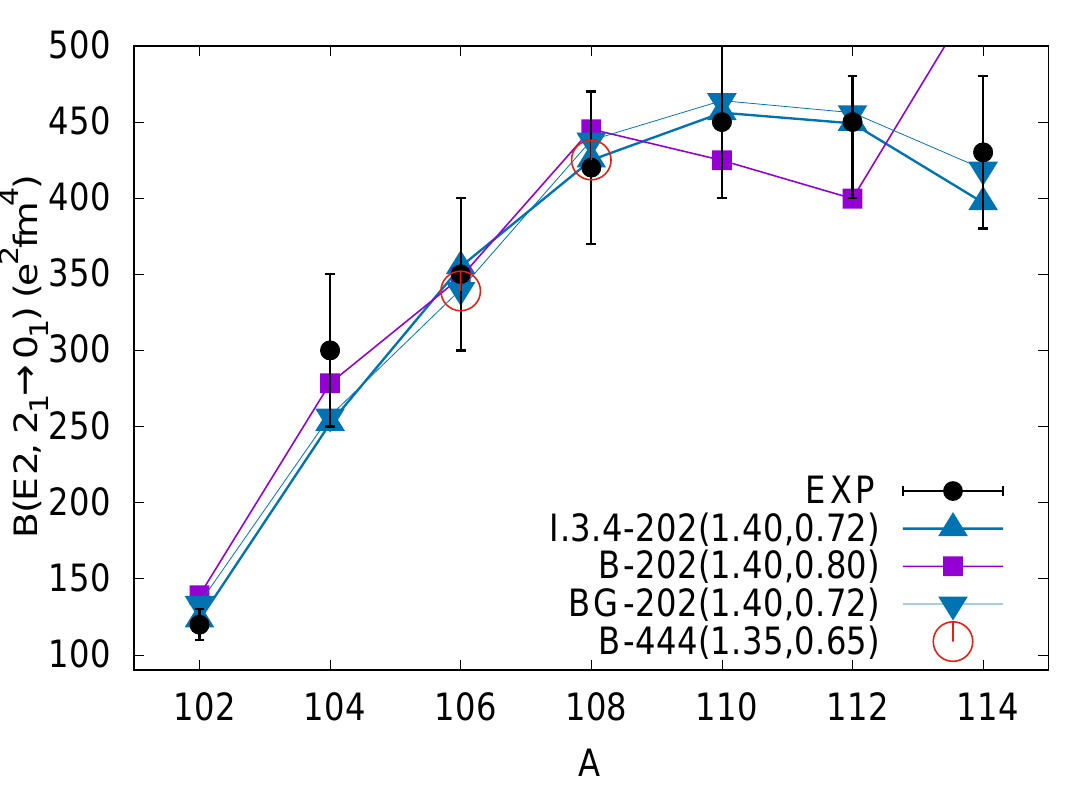 500
450
400
350
300
250
200
150
100
B(E2, 2₁→0₁) (e²fm⁴)
EXP
I.3.4-202(1.40,0.72)
B-202(1.40,0.80)
BG-202(1.40,0.72)
B-444(1.35,0.65)
102 104 106 108 110 112 114
A